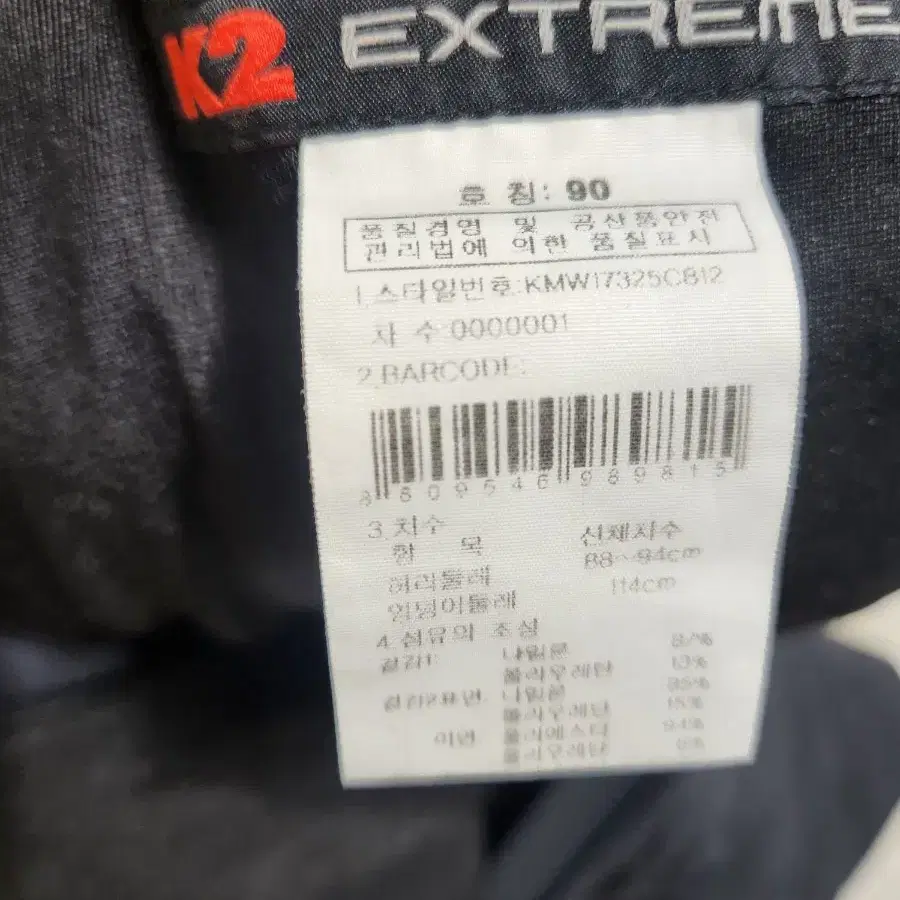 K2 EXTREME
호 칭: 90
품질경영 및 공산품안전
관리법에 의한 품질표시
1.스타일번호:KMW17325C812
차 수:0000001
2.BARCODE:
8809546989815
3.치수
항 목 신체치수
허리둘레 88~94cm
엉덩이둘레 114cm
4.섬유의 조성
겉감1: 나일론 87%
폴리우레탄 13%
겉감2표면: 나일론 85%
폴리우레탄 15%
이면 폴리에스터 94%
폴리우레탄 6%